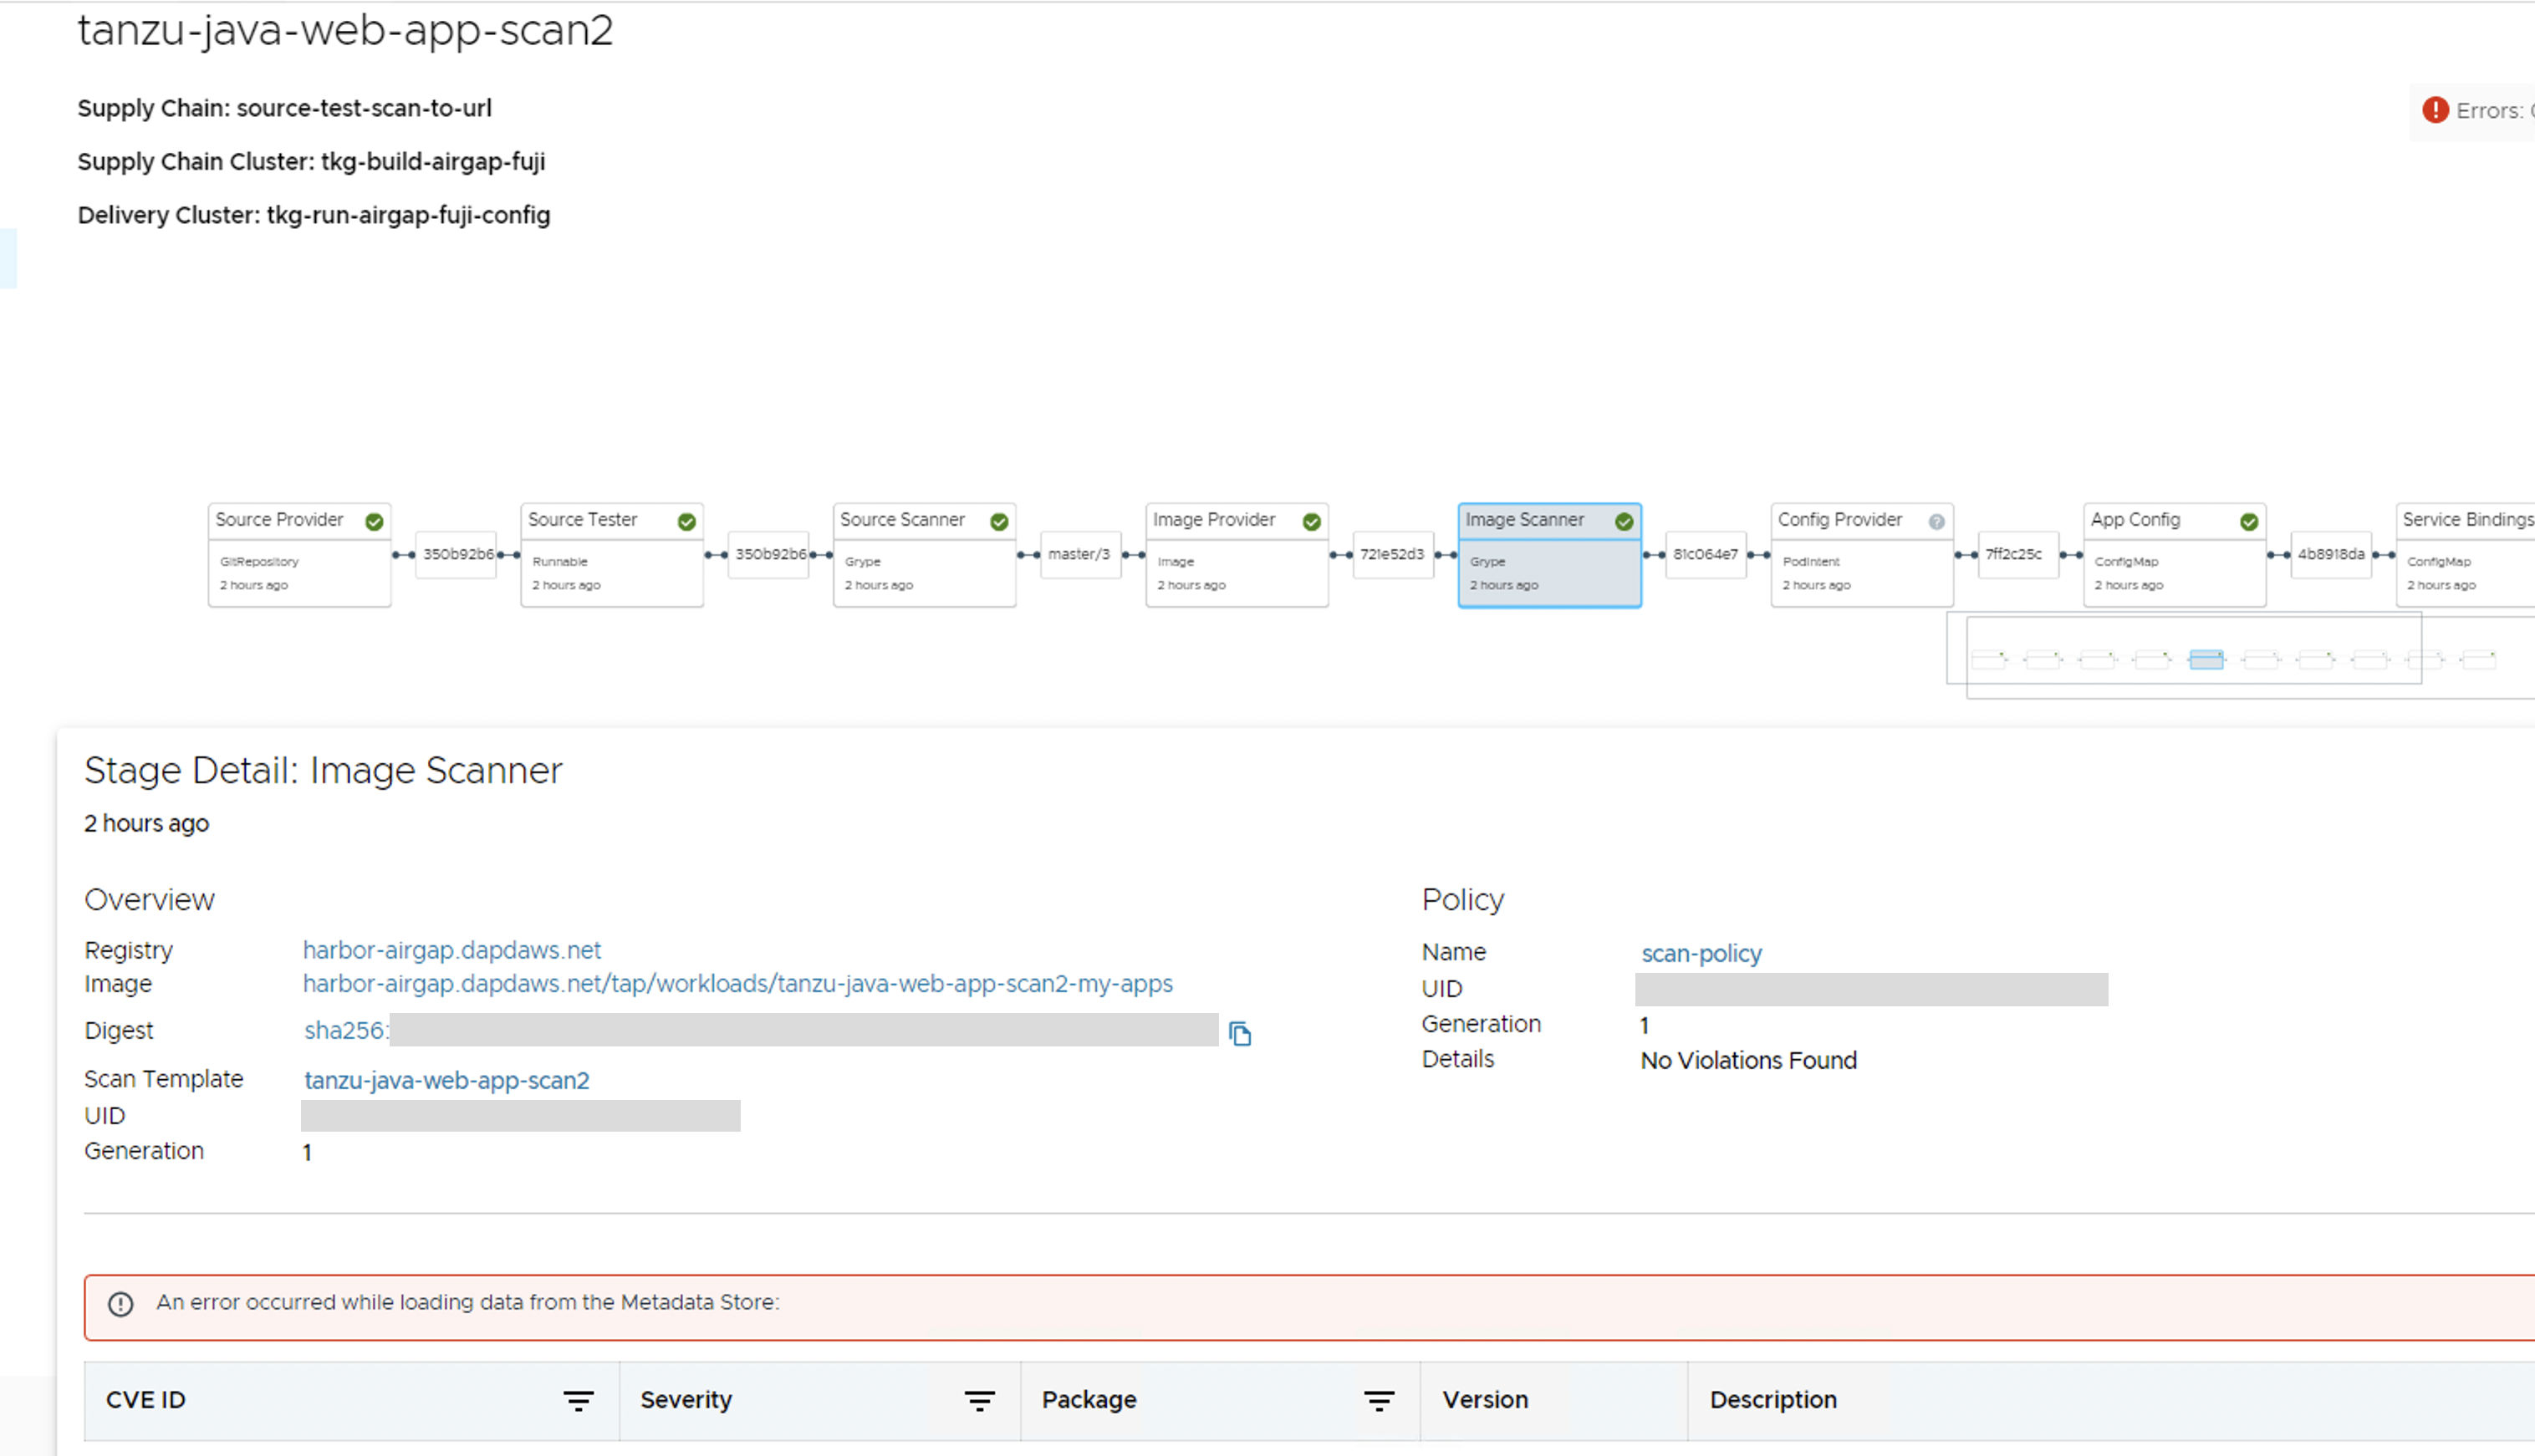 tanzu-java-web-app-scan2
Supply Chain: source-test-scan-to-url
Errors:
Supply Chain Cluster: tkg-build-airgap-fuji
Delivery Cluster: tkg-run-airgap-fuji-config
Source Provider
GitRepository
2 hours ago
350b92b6
Source Tester
Runnable
2 hours ago
350b92b6
Source Scanner
Grype
2 hours ago
master/3
Image Provider
Image
2 hours ago
721e52d3
Image Scanner
Grype
2 hours ago
81c064e7
Config Provider
PodIntent
2 hours ago
7ff2c25c
App Config
ConfigMap
2 hours ago
4b8918da
Service Bindings
ConfigMap
2 hours ago
Stage Detail: Image Scanner
2 hours ago
Overview
Registry harbor-airgap.dapdaws.net
Image harbor-airgap.dapdaws.net/tap/workloads/tanzu-java-web-app-scan2-my-apps
Digest sha256:
Scan Template tanzu-java-web-app-scan2
UID
Generation 1
Policy
Name scan-policy
UID
Generation 1
Details No Violations Found
An error occurred while loading data from the Metadata Store:
CVE ID Severity Package Version Description